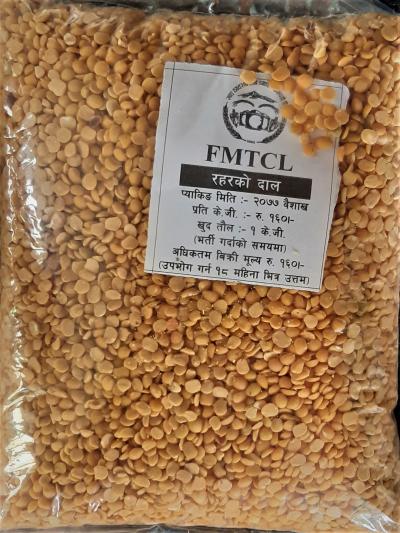 FMTCL
रहरको दाल
प्याकिङ मिति :- २०७७ बैशाख
प्रति के.जी. :- रु. १६०।-
खुद तौल :- १ के.जी.
(भर्ती गर्दाको समयमा)
अधिकतम बिक्री मूल्य रु. १६०।-
(उपभोग गर्न १८ महिना भित्र उत्तम)